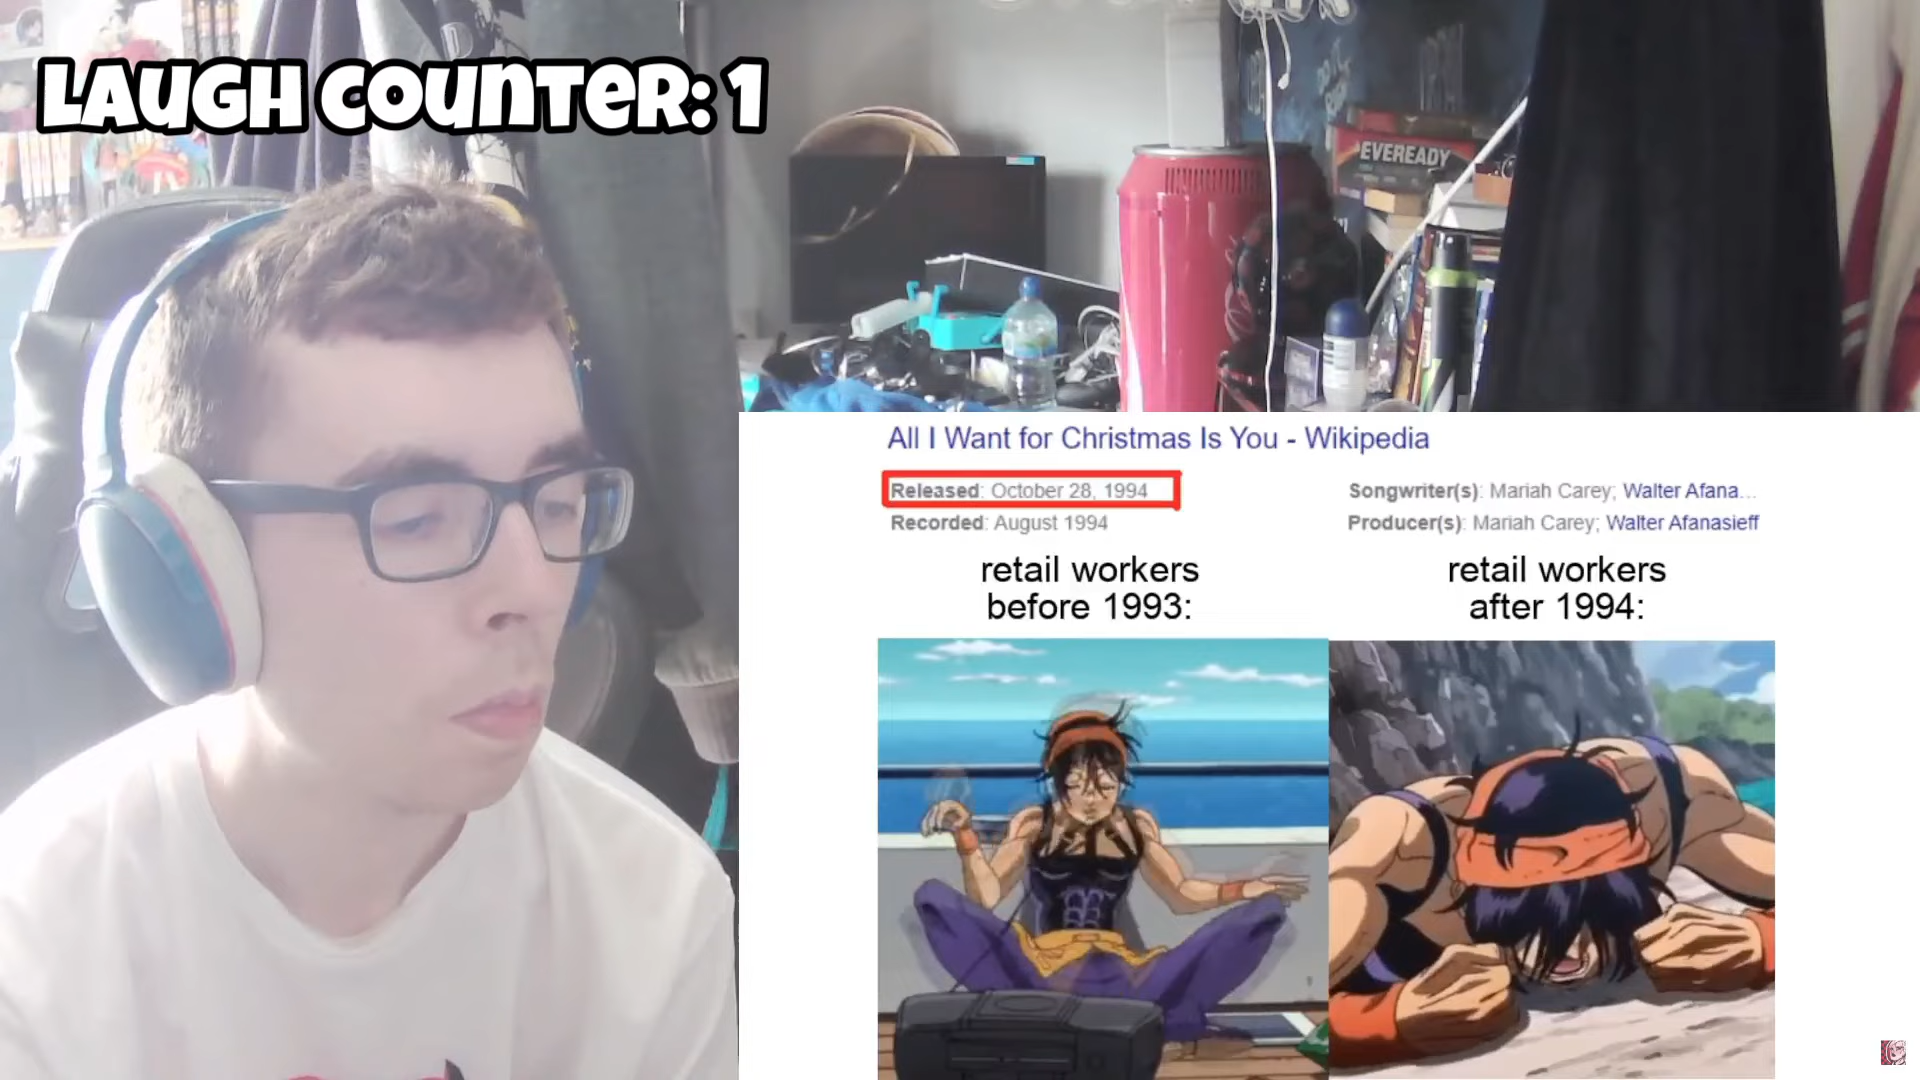 LAUGH COUNTER: 1
EVEREADY
All I Want for Christmas Is You - Wikipedia
Released: October 28, 1994
Songwriter(s): Mariah Carey; Walter Afana...
Recorded: August 1994
Producer(s): Mariah Carey; Walter Afanasieff
retail workers
before 1993:
retail workers
after 1994: